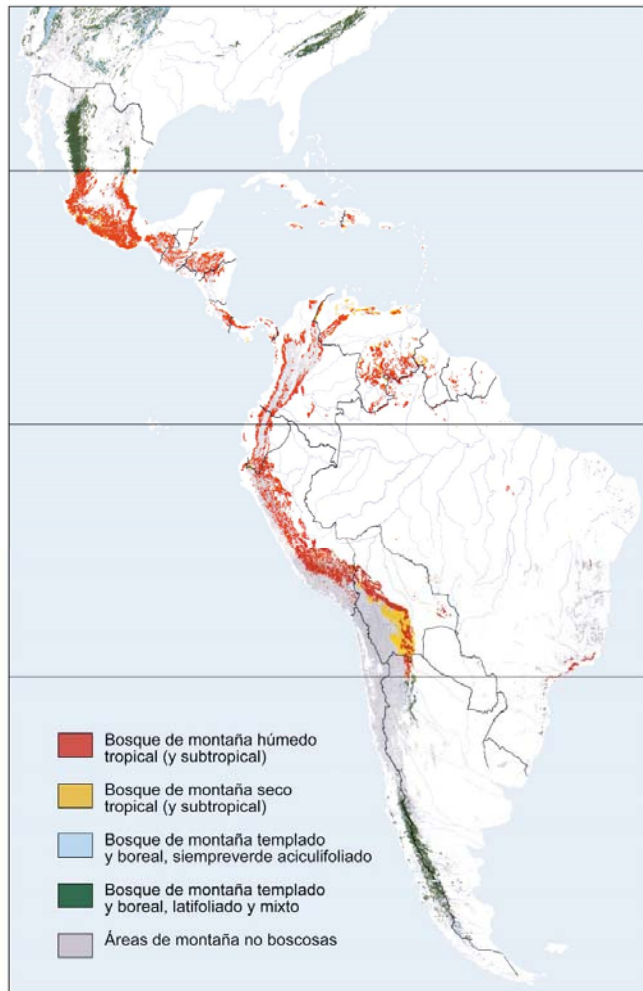 Bosque de montaña húmedo
tropical (y subtropical)
Bosque de montaña seco
tropical (y subtropical)
Bosque de montaña templado
y boreal, siempreverde aciculifoliado
Bosque de montaña templado
y boreal, latifoliado y mixto
Áreas de montaña no boscosas